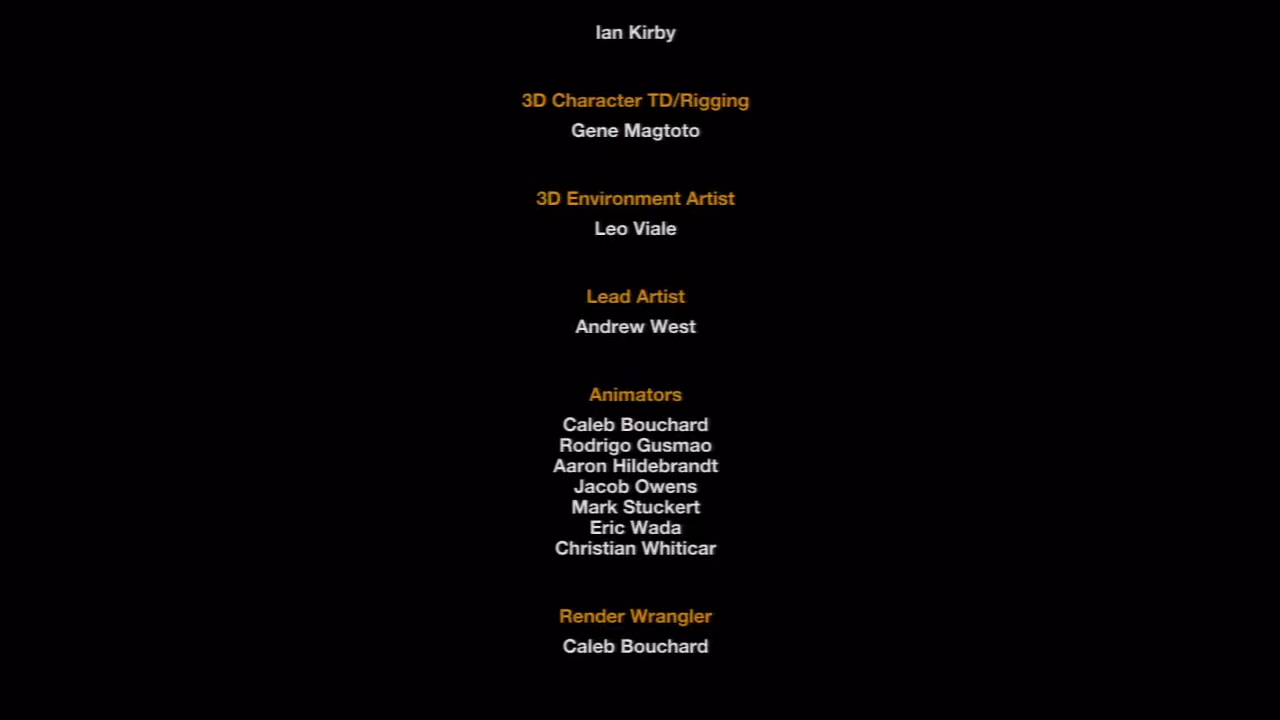 Ian Kirby
3D Character TD/Rigging
Gene Magtoto
3D Environment Artist
Leo Viale
Lead Artist
Andrew West
Animators
Caleb Bouchard
Rodrigo Gusmao
Aaron Hildebrandt
Jacob Owens
Mark Stuckert
Eric Wada
Christian Whiticar
Render Wrangler
Caleb Bouchard